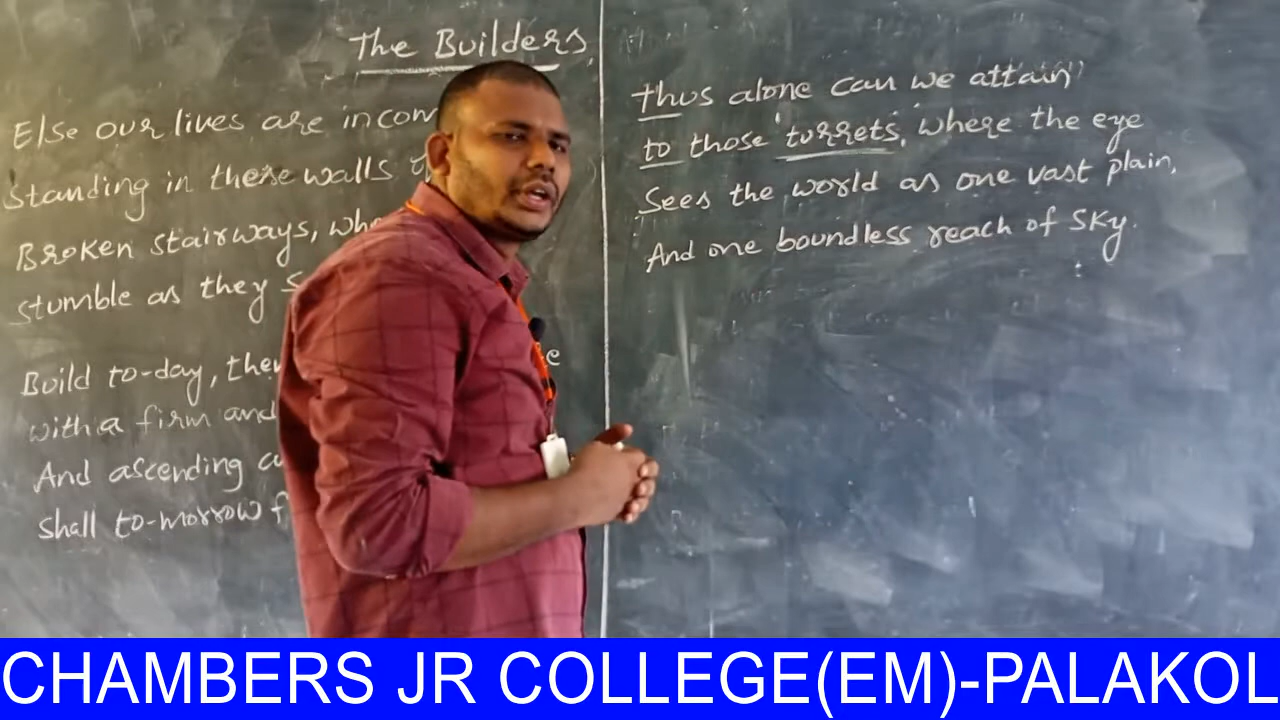 The Builders,
Else our lives are incom
Standing in these walls
Broken stairways, whe
stumble as they s
Build to-day, then e
with a firm and
And ascending a
Shall to-morrow f
thus alone can we attain
to those turrets, where the eye
Sees the world as one vast plain,
And one boundless reach of sky.
CHAMBERS JR COLLEGE(EM)-PALAKOL